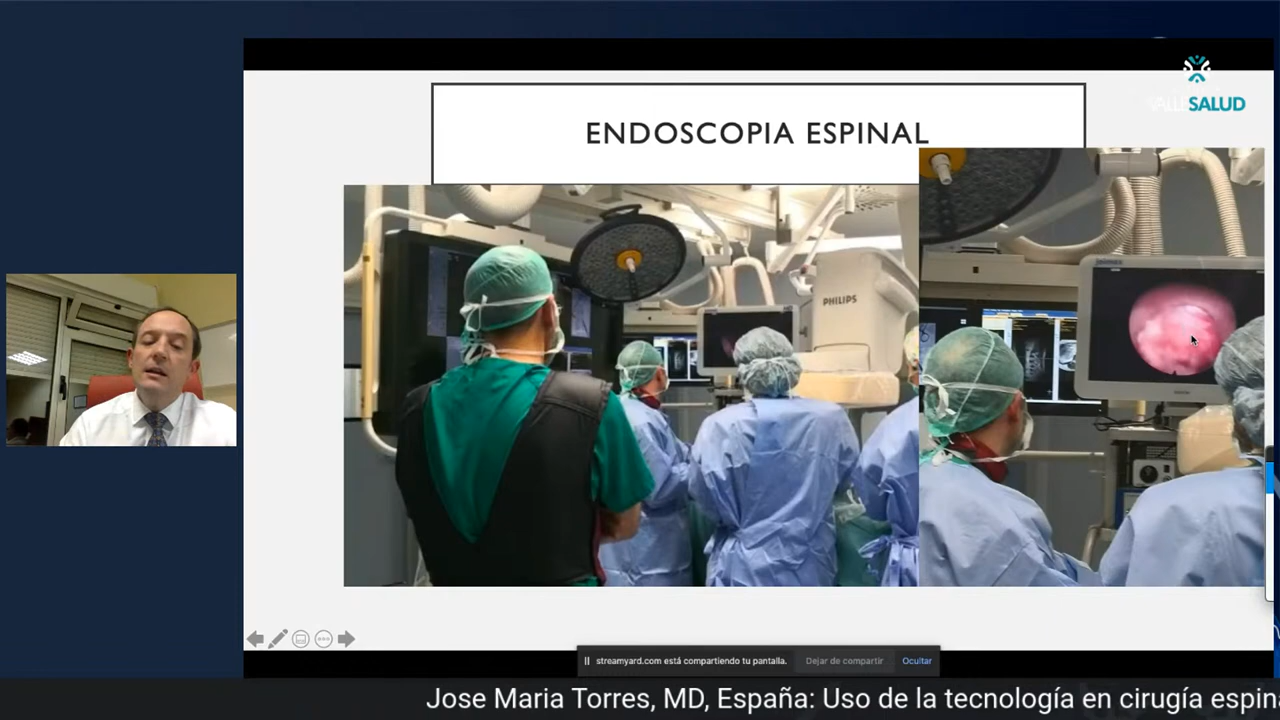 VALLESALUD
ENDOSCOPIA ESPINAL
PHILIPS
streamyard.com está compartiendo tu pantalla.
Dejar de compartir
Ocultar
Jose Maria Torres, MD, España: Uso de la tecnología en cirugía espin